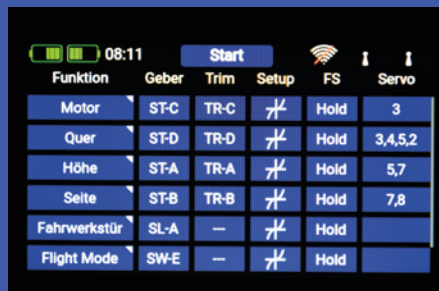 08:11 Start
Funktion Geber Trim Setup FS Servo
Motor ST-C TR-C Hold 3
Quer ST-D TR-D Hold 3,4,5,2
Höhe ST-A TR-A Hold 5,7
Seite ST-B TR-B Hold 7,8
Fahrwerkstür SL-A --- Hold
Flight Mode SW-E --- Hold